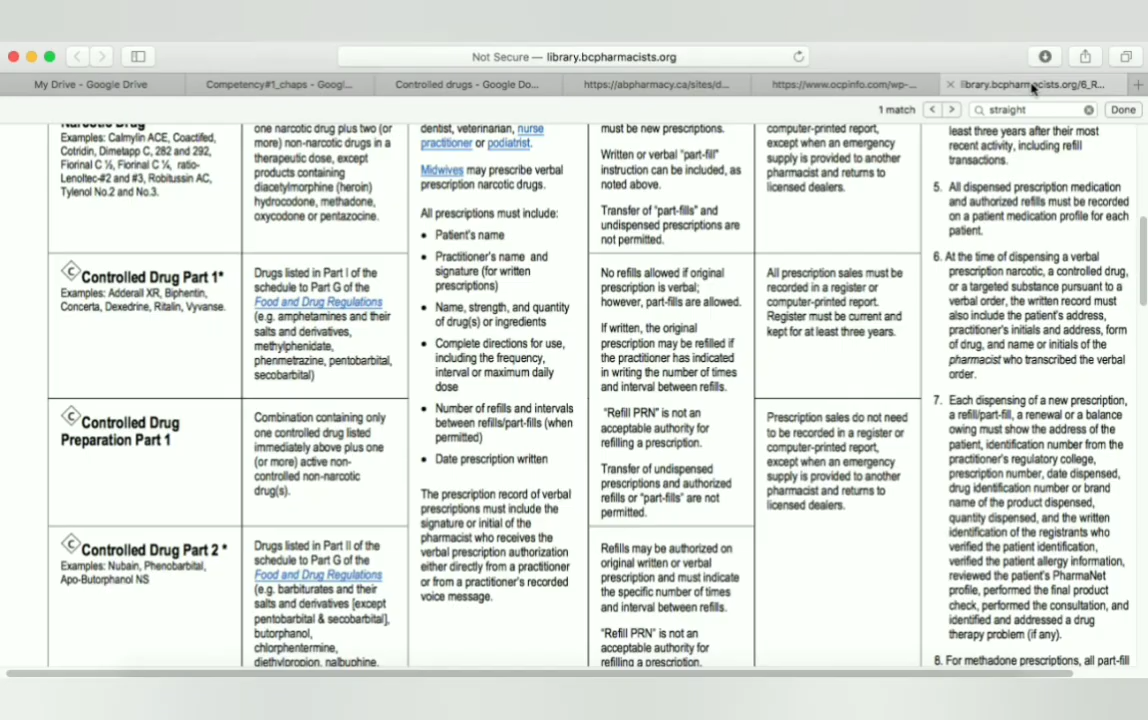 Not Secure — library.bcpharmacists.org
My Drive - Google Drive
Competency#1_chaps - Googl...
Controlled drugs - Google Do...
https://abpharmacy.ca/sites/d...
https://www.ocpinfo.com/wp-...
library.bcpharmacists.org/6_R...
1 match
straight
Done
Narcotic Drug
Examples: Calmylin ACE, Coactifed,
Cotridin, Dimetapp C, 282 and 292,
Fiorinal C ½, Fiorinal C ¼, ratio-
Lenoltec-#2 and #3, Robitussin AC,
Tylenol No.2 and No.3.
one narcotic drug plus two (or
more) non-narcotic drugs in a
therapeutic dose, except
products containing
diacetylmorphine (heroin)
hydrocodone, methadone,
oxycodone or pentazocine.
dentist, veterinarian, nurse
practitioner or podiatrist.
Midwives may prescribe verbal
prescription narcotic drugs.
All prescriptions must include:
• Patient's name
• Practitioner's name and
signature (for written
prescriptions)
• Name, strength, and quantity
of drug(s) or ingredients
• Complete directions for use,
including the frequency,
interval or maximum daily
dose
• Number of refills and intervals
between refills/part-fills (when
permitted)
• Date prescription written
The prescription record of verbal
prescriptions must include the
signature or initial of the
pharmacist who receives the
verbal prescription authorization
either directly from a practitioner
or from a practitioner's recorded
voice message.
must be new prescriptions.
Written or verbal "part-fill"
instruction can be included, as
noted above.
Transfer of "part-fills" and
undispensed prescriptions are
not permitted.
computer-printed report,
except when an emergency
supply is provided to another
pharmacist and returns to
licensed dealers.
C Controlled Drug Part 1*
Examples: Adderall XR, Biphentin,
Concerta, Dexedrine, Ritalin, Vyvanse.
Drugs listed in Part I of the
schedule to Part G of the
Food and Drug Regulations
(e.g. amphetamines and their
salts and derivatives,
methylphenidate,
phenmetrazine, pentobarbital,
secobarbital)
No refills allowed if original
prescription is verbal;
however, part-fills are allowed.
If written, the original
prescription may be refilled if
the practitioner has indicated
in writing the number of times
and interval between refills.
"Refill PRN" is not an
acceptable authority for
refilling a prescription.
Transfer of undispensed
prescriptions and authorized
refills or "part-fills" are not
permitted.
All prescription sales must be
recorded in a register or
computer-printed report.
Register must be current and
kept for at least three years.
C Controlled Drug
Preparation Part 1
Combination containing only
one controlled drug listed
immediately above plus one
(or more) active non-
controlled non-narcotic
drug(s).
Prescription sales do not need
to be recorded in a register or
computer-printed report,
except when an emergency
supply is provided to another
pharmacist and returns to
licensed dealers.
C Controlled Drug Part 2 *
Examples: Nubain, Phenobarbital,
Apo-Butorphanol NS
Drugs listed in Part II of the
schedule to Part G of the
Food and Drug Regulations
(e.g. barbiturates and their
salts and derivatives [except
pentobarbital & secobarbital],
butorphanol,
chlorphentermine,
diethylpropion, nalbuphine,
Refills may be authorized on
original written or verbal
prescription and must indicate
the specific number of times
and interval between refills.
"Refill PRN" is not an
acceptable authority for
refilling a prescription.
least three years after their most
recent activity, including refill
transactions.
5. All dispensed prescription medication
and authorized refills must be recorded
on a patient medication profile for each
patient.
6. At the time of dispensing a verbal
prescription narcotic, a controlled drug,
or a targeted substance pursuant to a
verbal order, the written record must
also include the patient's address,
practitioner's initials and address, form
of drug, and name or initials of the
pharmacist who transcribed the verbal
order.
7. Each dispensing of a new prescription,
a refill/part-fill, a renewal or a balance
owing must show the address of the
patient, identification number from the
practitioner's regulatory college,
prescription number, date dispensed,
drug identification number or brand
name of the product dispensed,
quantity dispensed, and the written
identification of the registrants who
verified the patient identification,
verified the patient allergy information,
reviewed the patient's PharmaNet
profile, performed the final product
check, performed the consultation, and
identified and addressed a drug
therapy problem (if any).
8. For methadone prescriptions, all part-fill